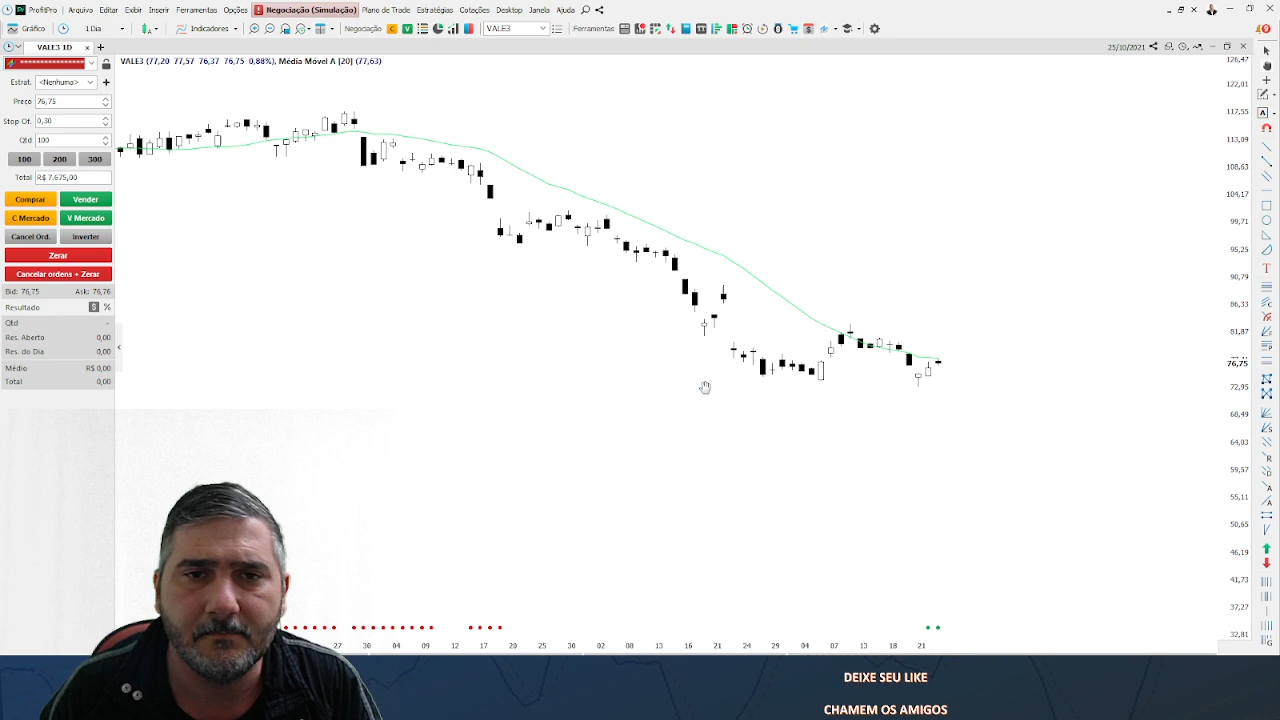 ProfitPro Arquivo Editar Exibir Inserir Ferramentas Opções Negociação (Simulação) Plano de Trade Estratégias Cotações Desktop Janela Ajuda
Gráfico 1 Dia Indicadores Negociação C V VALE3 Ferramentas
VALE3 1D 25/10/2021
VALE3 (77,20 77,57 76,37 76,75 0,88%), Média Móvel A [20] (77,63)
Estrat. <Nenhuma>
Preço 76,75
Stop Of. 0,30
Qtd 100
100 200 300
Total R$ 7.675,00
Comprar Vender
C Mercado V Mercado
Cancel Ord. Inverter
Zerar
Cancelar ordens + Zerar
Bid: 76,75 Ask: 76,76
Resultado $ %
Qtd -
Res. Aberto 0,00
Res. do Dia 0,00
Médio R$ 0,00
Total 0,00
126,47
122,01
117,55
113,09
108,63
104,17
99,71
95,25
90,79
86,33
81,87
76,75
72,95
68,49
64,03
59,57
55,11
50,65
46,19
41,73
37,27
32,81
27 30 04 09 12 17 20 25 30 02 08 13 16 21 24 29 04 07 13 18 21
DEIXE SEU LIKE
CHAMEM OS AMIGOS